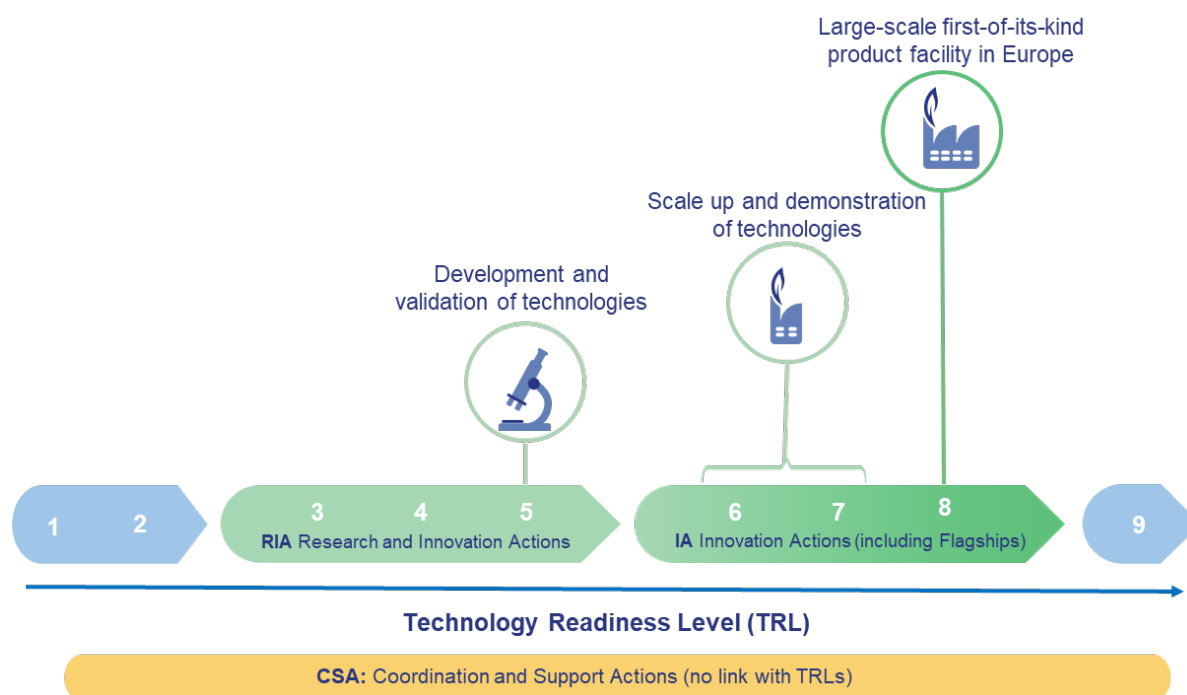 Large-scale first-of-its-kind
product facility in Europe
Scale up and demonstration
of technologies
Development and
validation of technologies
1 2 3 4 5 6 7 8 9
RIA Research and Innovation Actions
IA Innovation Actions (including Flagships)
Technology Readiness Level (TRL)
CSA: Coordination and Support Actions (no link with TRLs)